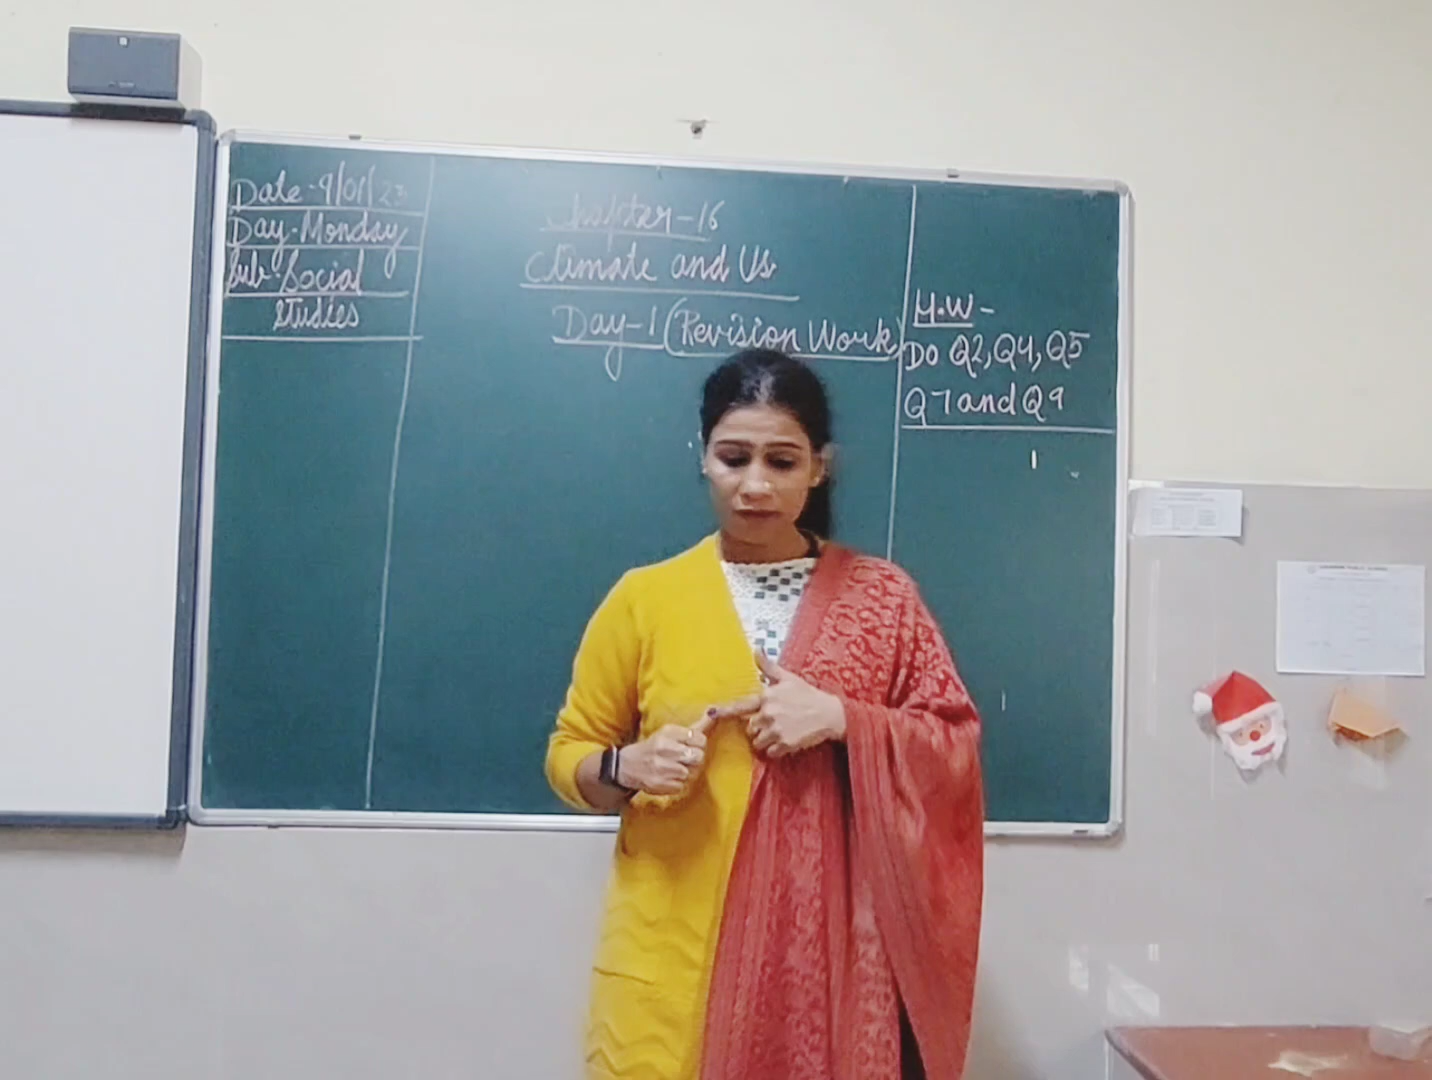 Date-9/01/23
Day-Monday
Sub-Social
Studies
Chapter-16
Climate and Us
Day-1 (Revision Work)
H.W-
Do Q2, Q4, Q5
Q7 and Q9